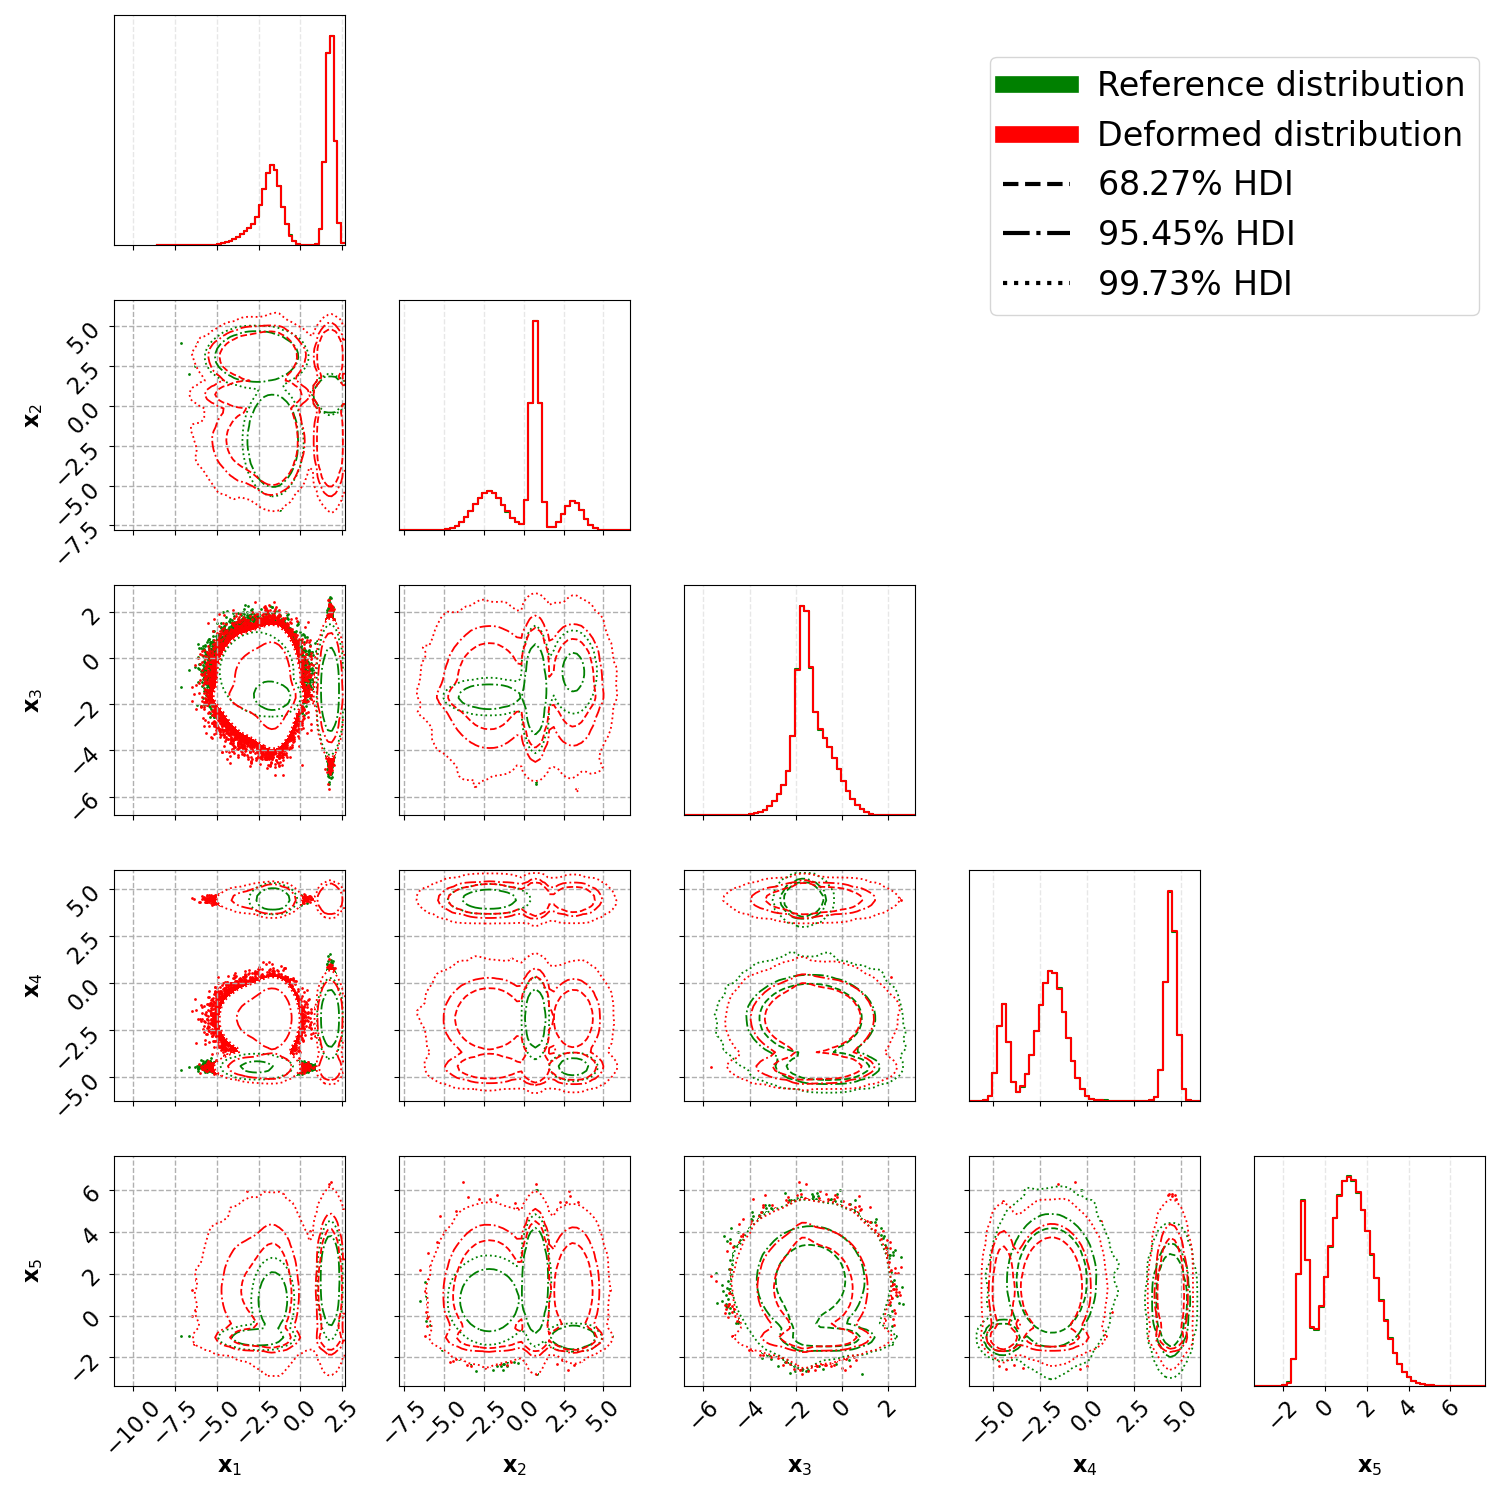 Reference distribution
Deformed distribution
68.27% HDI
95.45% HDI
99.73% HDI
5.0
2.5
0.0
−2.5
−5.0
−7.5
x₂
2
0
−2
−4
−6
x₃
5.0
2.5
0.0
−2.5
−5.0
x₄
6
4
2
0
−2
x₅
−10.0 −7.5 −5.0 −2.5 0.0 2.5
−7.5 −5.0 −2.5 0.0 2.5 5.0
−6 −4 −2 0 2
−5.0 −2.5 0.0 2.5 5.0
−2 0 2 4 6
x₁ x₂ x₃ x₄ x₅